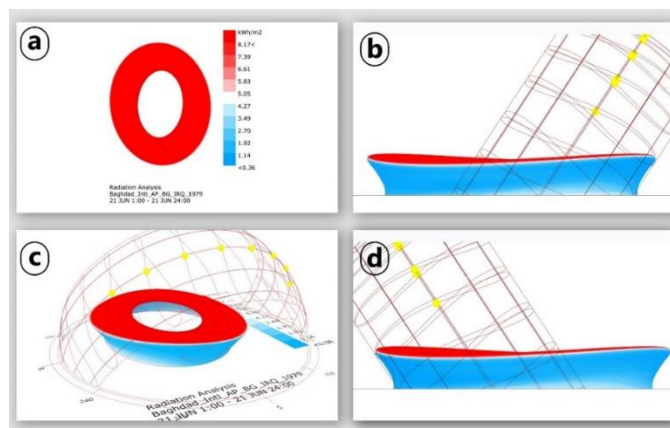 a
kWh/m2
8.17<
7.39
6.61
5.83
5.05
4.27
3.49
2.70
1.92
1.14
<0.36
Radiation Analysis
Baghdad_Intl_AP_BG_IRQ_1979
21 JUN 1:00 - 21 JUN 24:00
b
c
240
Radiation Analysis
Baghdad_Intl_AP_BG_IRQ_1979
21 JUN 1:00 - 21 JUN 24:00
d